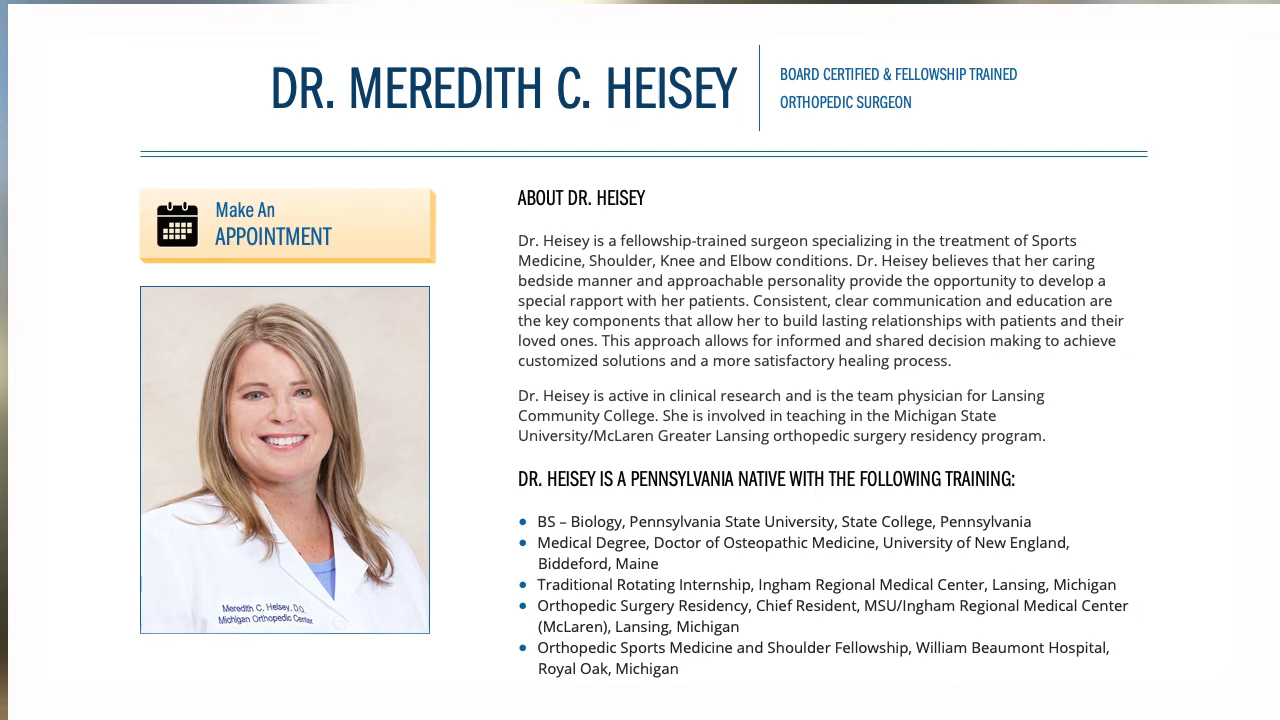 DR. MEREDITH C. HEISEY
BOARD CERTIFIED & FELLOWSHIP TRAINED
ORTHOPEDIC SURGEON
Make An
APPOINTMENT
Meredith C. Heisey, D.O.
Michigan Orthopedic Center
ABOUT DR. HEISEY
Dr. Heisey is a fellowship-trained surgeon specializing in the treatment of Sports
Medicine, Shoulder, Knee and Elbow conditions. Dr. Heisey believes that her caring
bedside manner and approachable personality provide the opportunity to develop a
special rapport with her patients. Consistent, clear communication and education are
the key components that allow her to build lasting relationships with patients and their
loved ones. This approach allows for informed and shared decision making to achieve
customized solutions and a more satisfactory healing process.
Dr. Heisey is active in clinical research and is the team physician for Lansing
Community College. She is involved in teaching in the Michigan State
University/McLaren Greater Lansing orthopedic surgery residency program.
DR. HEISEY IS A PENNSYLVANIA NATIVE WITH THE FOLLOWING TRAINING:
BS – Biology, Pennsylvania State University, State College, Pennsylvania
Medical Degree, Doctor of Osteopathic Medicine, University of New England,
Biddeford, Maine
Traditional Rotating Internship, Ingham Regional Medical Center, Lansing, Michigan
Orthopedic Surgery Residency, Chief Resident, MSU/Ingham Regional Medical Center
(McLaren), Lansing, Michigan
Orthopedic Sports Medicine and Shoulder Fellowship, William Beaumont Hospital,
Royal Oak, Michigan